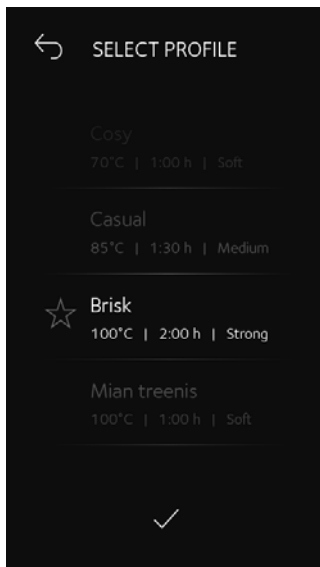 SELECT PROFILE
Cosy
70°C | 1:00 h | Soft
Casual
85°C | 1:30 h | Medium
Brisk
100°C | 2:00 h | Strong
Mian treenis
100°C | 1:00 h | Soft